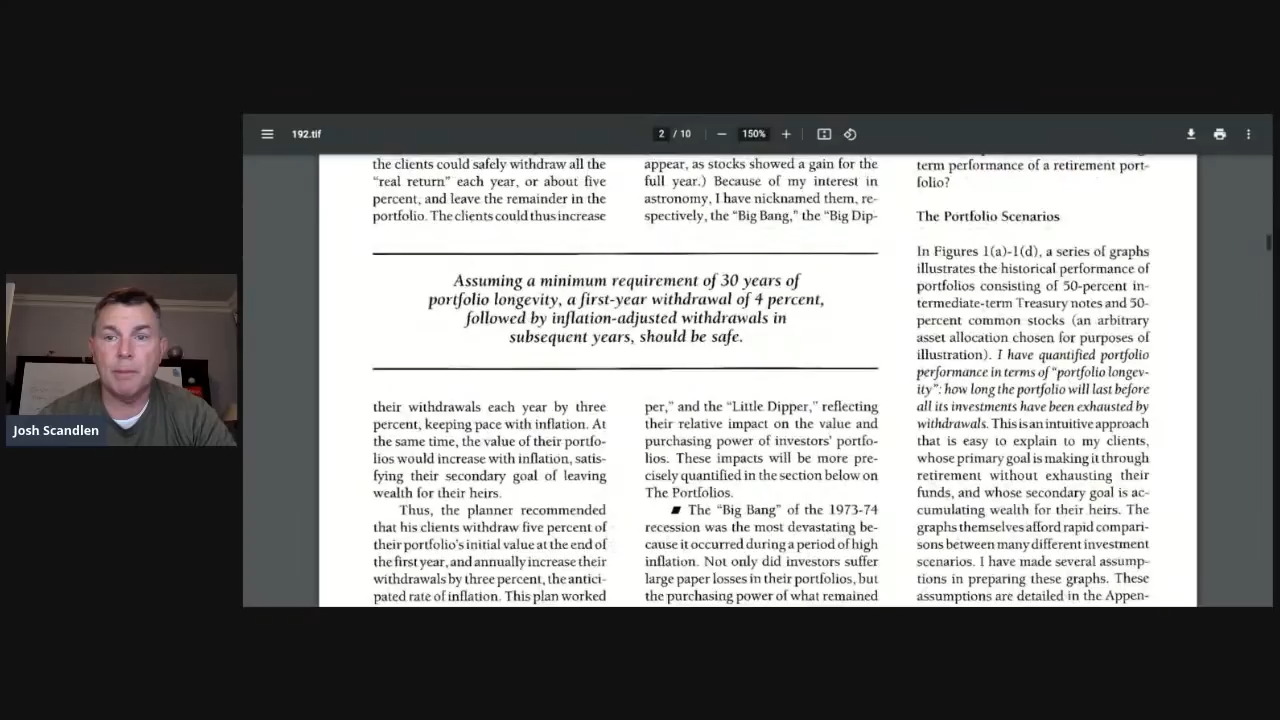 192.tif
2 / 10
150%
the clients could safely withdraw all the
“real return” each year, or about five
percent, and leave the remainder in the
portfolio. The clients could thus increase
appear, as stocks showed a gain for the
full year.) Because of my interest in
astronomy, I have nicknamed them, re-
spectively, the “Big Bang,” the “Big Dip-
Assuming a minimum requirement of 30 years of
portfolio longevity, a first-year withdrawal of 4 percent,
followed by inflation-adjusted withdrawals in
subsequent years, should be safe.
their withdrawals each year by three
percent, keeping pace with inflation. At
the same time, the value of their portfo-
lios would increase with inflation, satis-
fying their secondary goal of leaving
wealth for their heirs.
Thus, the planner recommended
that his clients withdraw five percent of
their portfolio's initial value at the end of
the first year, and annually increase their
withdrawals by three percent, the antici-
pated rate of inflation. This plan worked
per,” and the “Little Dipper,” reflecting
their relative impact on the value and
purchasing power of investors’ portfo-
lios. These impacts will be more pre-
cisely quantified in the section below on
The Portfolios.
■ The “Big Bang” of the 1973-74
recession was the most devastating be-
cause it occurred during a period of high
inflation. Not only did investors suffer
large paper losses in their portfolios, but
the purchasing power of what remained
term performance of a retirement port-
folio?
The Portfolio Scenarios
In Figures 1(a)-1(d), a series of graphs
illustrates the historical performance of
portfolios consisting of 50-percent in-
termediate-term Treasury notes and 50-
percent common stocks (an arbitrary
asset allocation chosen for purposes of
illustration). I have quantified portfolio
performance in terms of “portfolio longev-
ity”: how long the portfolio will last before
all its investments have been exhausted by
withdrawals. This is an intuitive approach
that is easy to explain to my clients,
whose primary goal is making it through
retirement without exhausting their
funds, and whose secondary goal is ac-
cumulating wealth for their heirs. The
graphs themselves afford rapid compari-
sons between many different investment
scenarios. I have made several assump-
tions in preparing these graphs. These
assumptions are detailed in the Appen-
Josh Scandlen